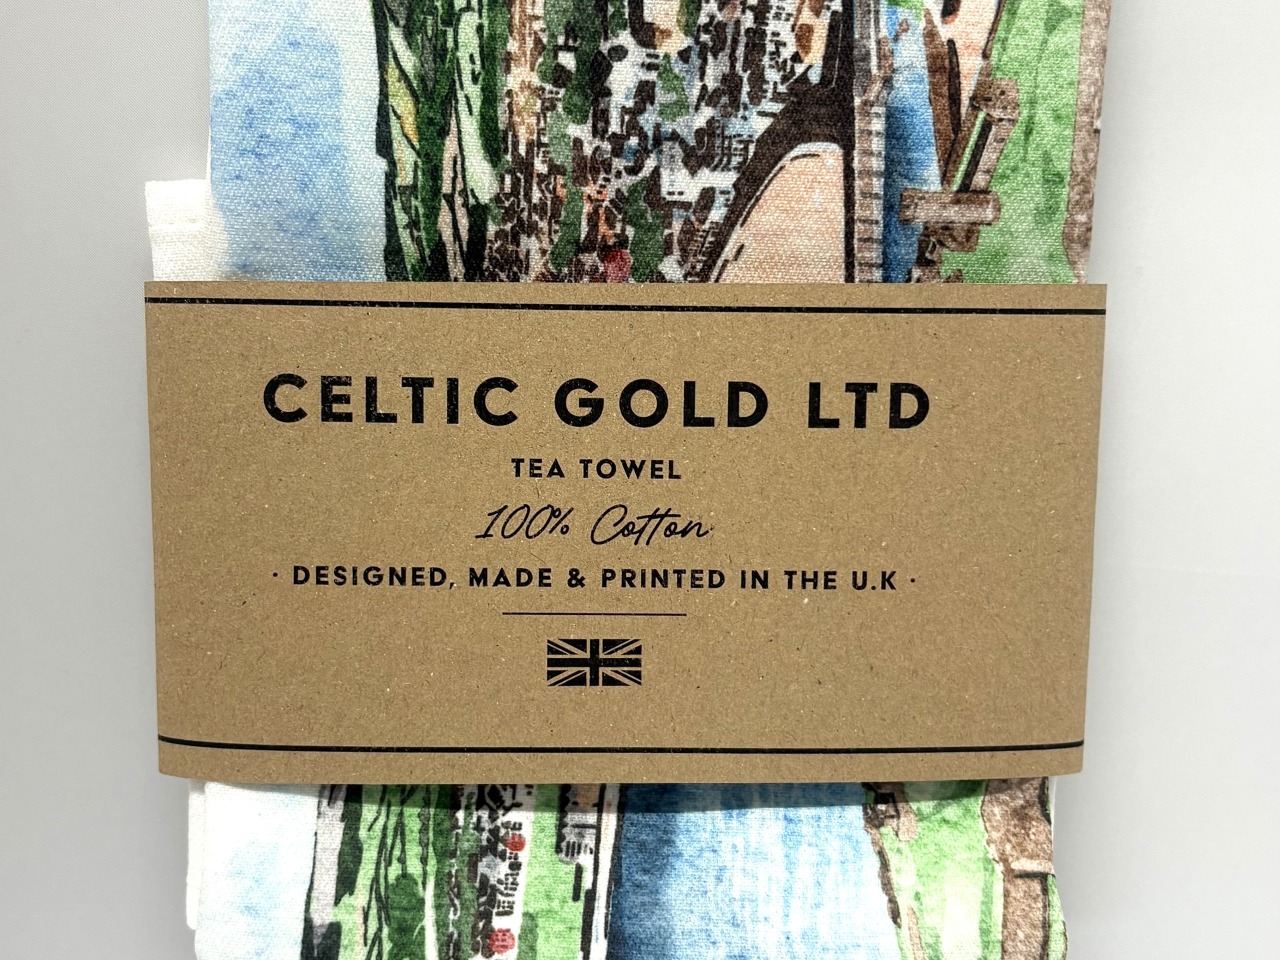 CELTIC GOLD LTD
TEA TOWEL
100% Cotton
· DESIGNED, MADE & PRINTED IN THE U.K ·